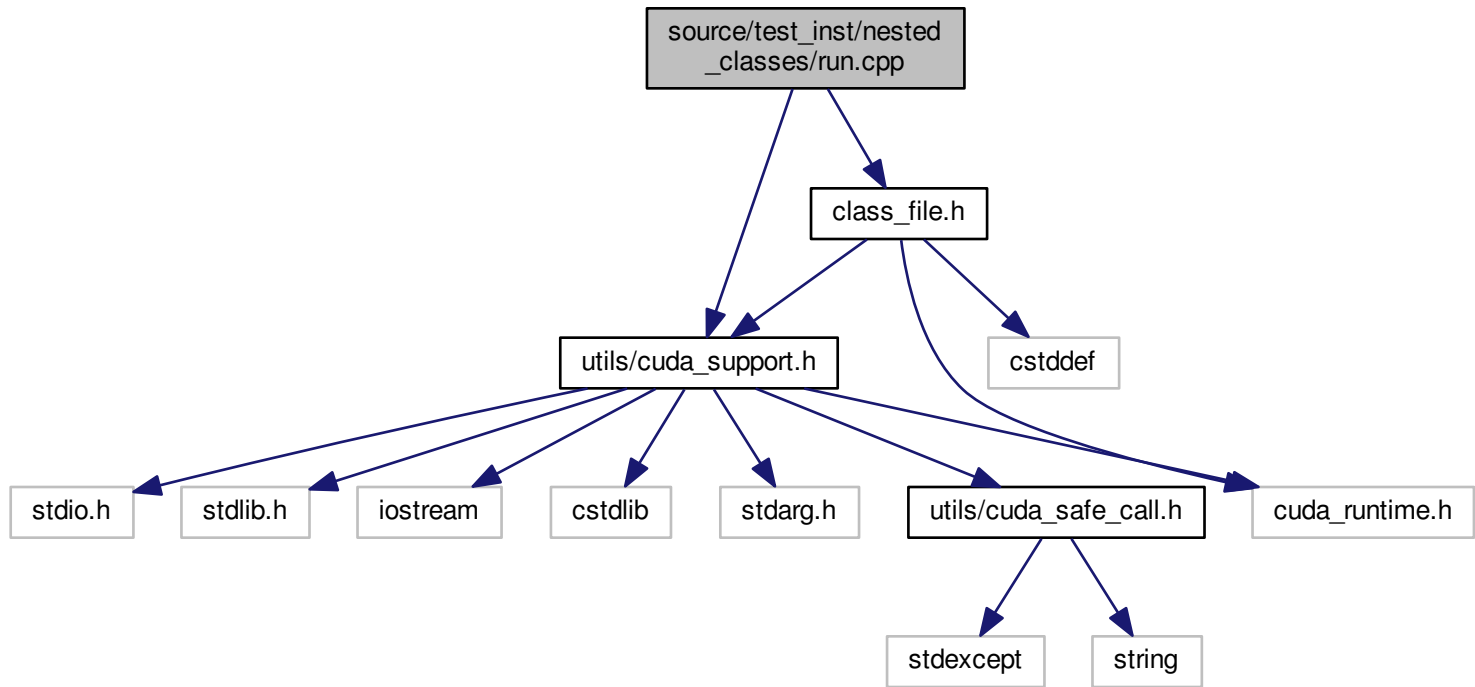 source/test_inst/nested
_classes/run.cpp
class_file.h
utils/cuda_support.h
cstddef
stdio.h
stdlib.h
iostream
cstdlib
stdarg.h
utils/cuda_safe_call.h
cuda_runtime.h
stdexcept
string